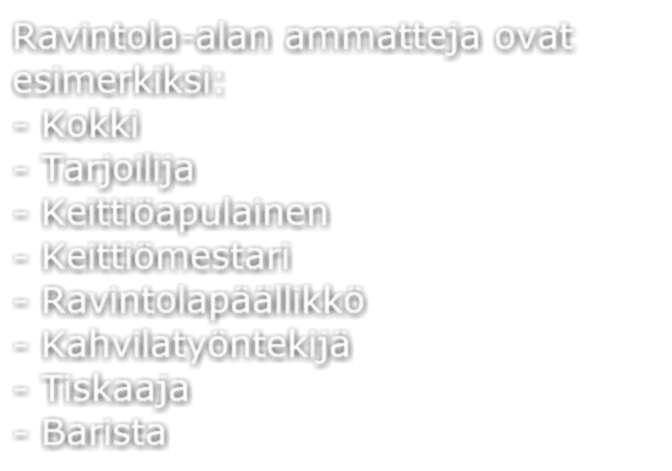 Ravintola-alan ammatteja ovat
esimerkiksi:
- Kokki
- Tarjoilija
- Keittiöapulainen
- Keittiömestari
- Ravintolapäällikkö
- Kahvilatyöntekijä
- Tiskaaja
- Barista